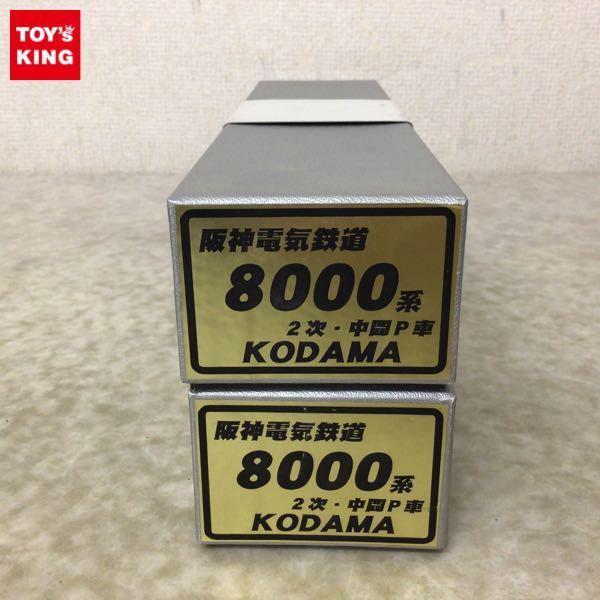 TOY's
KING
阪神電気鉄道
8000系
2次・中間P車
KODAMA
阪神電気鉄道
8000系
2次・中間P車
KODAMA